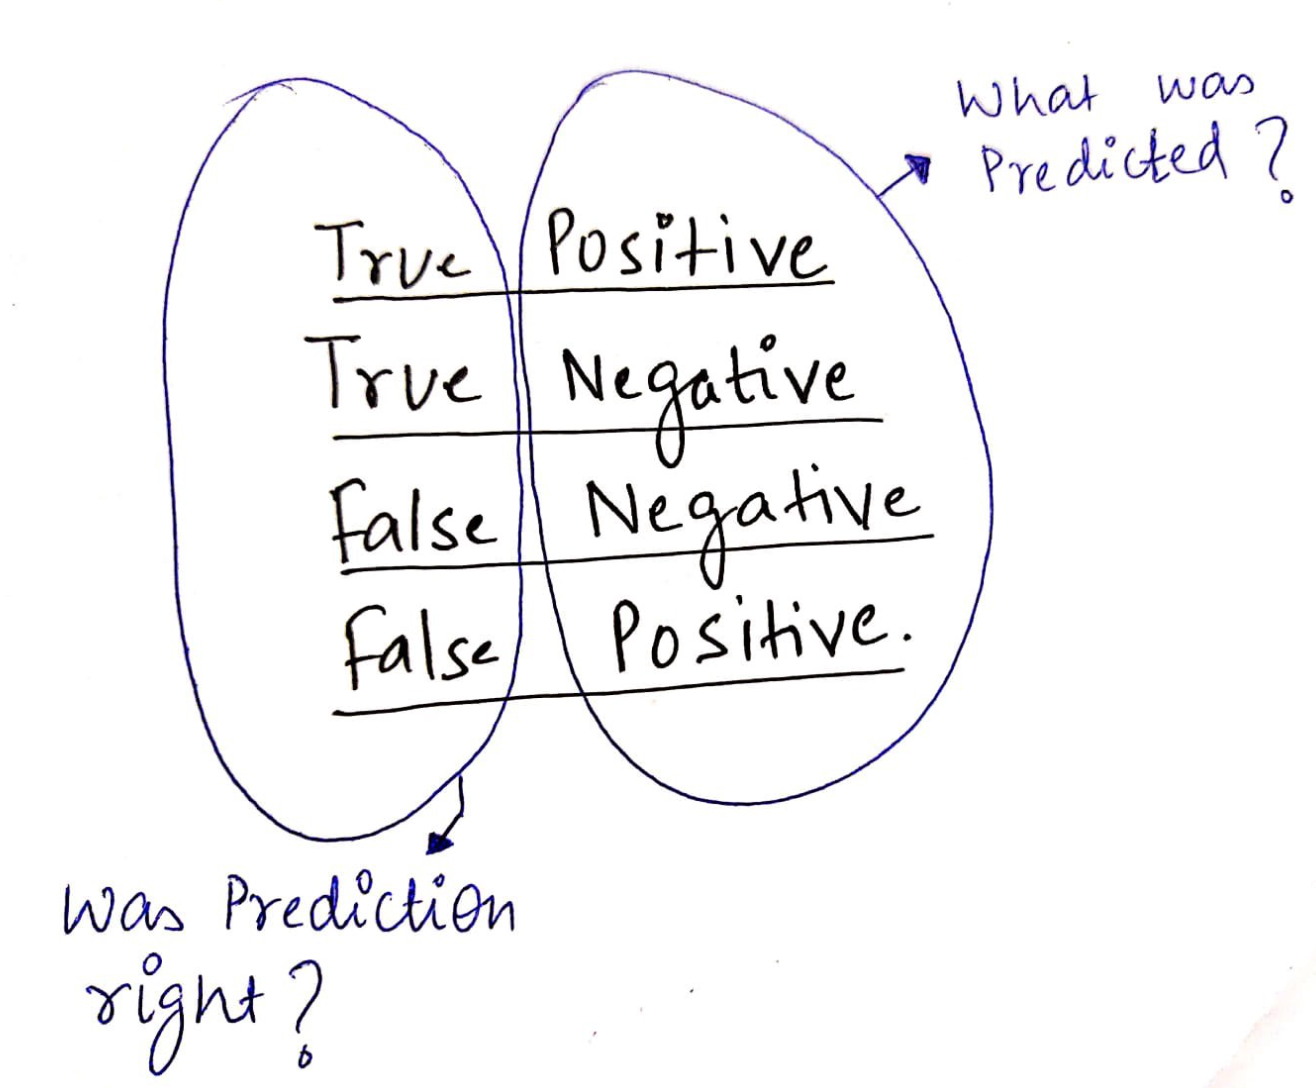 What was
Predicted?
True Positive
True Negative
False Negative
False Positive.
Was Prediction
right?